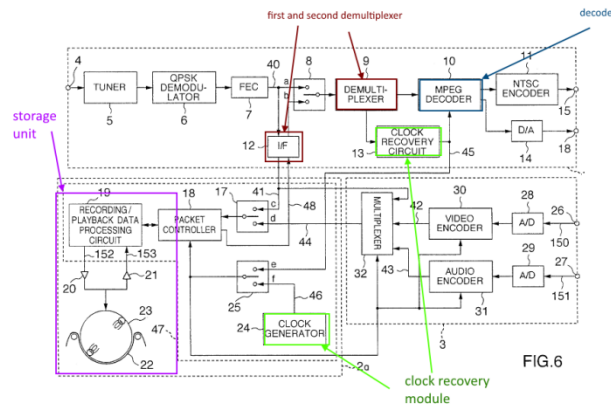 first and second demultiplexer
decode
4
TUNER
5
QPSK
DEMODU-
LATOR
6
FEC
7
40
a
b
8
9
DEMULTI-
PLEXER
10
MPEG
DECODER
11
NTSC
ENCODER
15
D/A
14
18
12
I/F
13
CLOCK
RECOVERY
CIRCUIT
45
storage
unit
19
RECORDING/
PLAYBACK DATA
PROCESSING
CIRCUIT
152
153
18
PACKET
CONTROLLER
17
41
48
c
d
44
MULTIPLEXER
32
42
43
30
VIDEO
ENCODER
28
A/D
26
150
29
A/D
27
151
AUDIO
ENCODER
31
20
21
23
22
47
25
e
f
46
24
CLOCK
GENERATOR
2a
3
FIG.6
clock recovery
module